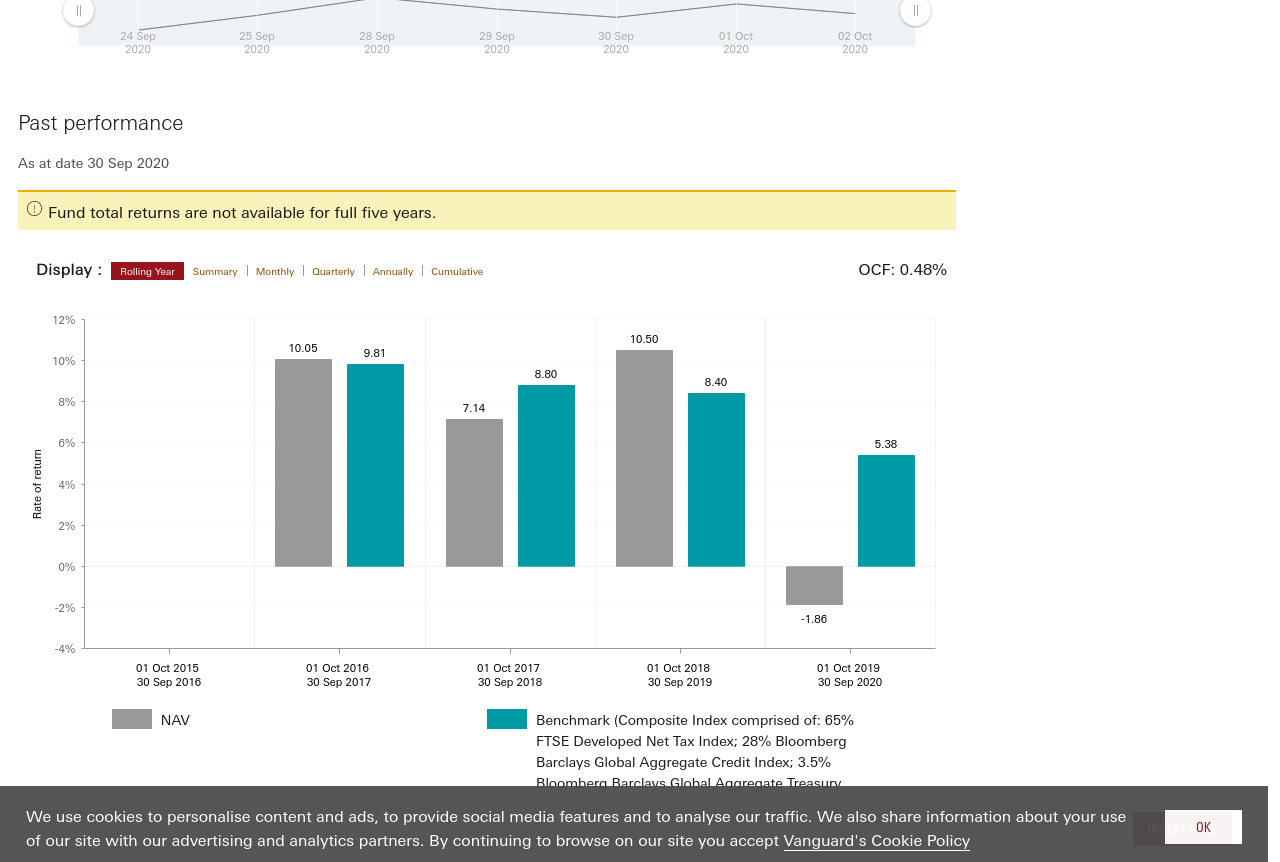 24 Sep 2020
25 Sep 2020
28 Sep 2020
29 Sep 2020
30 Sep 2020
01 Oct 2020
02 Oct 2020
Past performance
As at date 30 Sep 2020
Fund total returns are not available for full five years.
Display : Rolling Year Summary Monthly Quarterly Annually Cumulative
OCF: 0.48%
12%
10%
8%
6%
4%
2%
0%
-2%
-4%
Rate of return
10.05
9.81
7.14
8.80
10.50
8.40
-1.86
5.38
01 Oct 2015
30 Sep 2016
01 Oct 2016
30 Sep 2017
01 Oct 2017
30 Sep 2018
01 Oct 2018
30 Sep 2019
01 Oct 2019
30 Sep 2020
NAV
Benchmark (Composite Index comprised of: 65%
FTSE Developed Net Tax Index; 28% Bloomberg
Barclays Global Aggregate Credit Index; 3.5%
Bloomberg Barclays Global Aggregate Treasury
We use cookies to personalise content and ads, to provide social media features and to analyse our traffic. We also share information about your use
of our site with our advertising and analytics partners. By continuing to browse on our site you accept Vanguard's Cookie Policy
OK